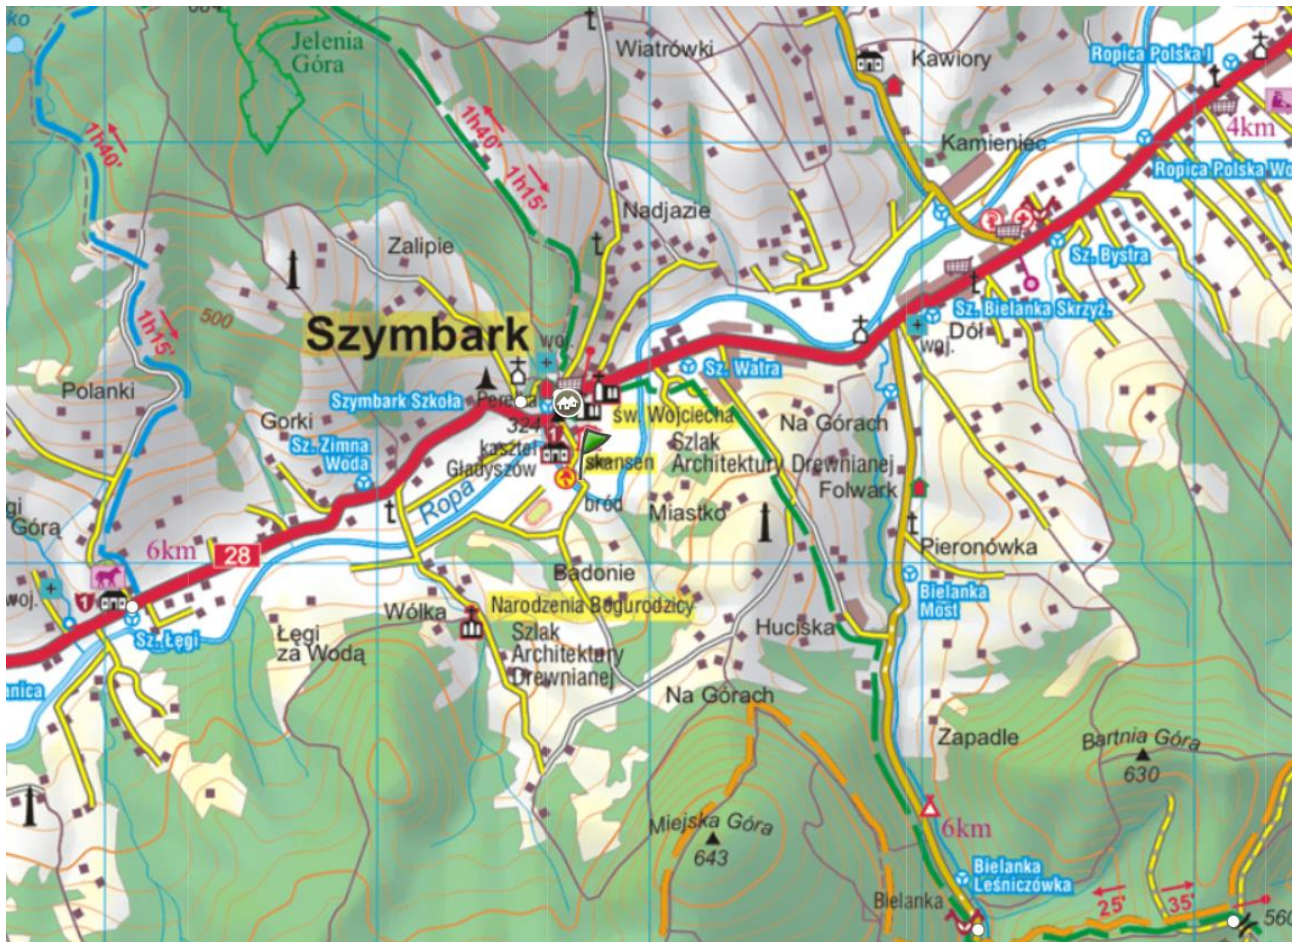 Jelenia
Góra
Wiatrówki
Kawiory
Ropica Polska I
4km
1h40'
1h40'
1h15'
Kamieniec
Ropica Polska Wo
Nadjazie
Zalipie
Sz. Bystra
500
Sz. Bielanka Skrzyż.
Szymbark
woj.
Dół
woj.
1h15'
Sz. Watra
Polanki
Szymbark Szkoła
św. Wojciecha
Na Górach
Gorki
324
Sz. Zimna
Woda
kasztel
Gładyszów
skansen
Szlak
Architektury Drewnianej
Folwark
Ropa
bród
Miastko
Górą
6km
28
Pieronówka
Badonie
woj.
Bielanka
Most
Wólka
Narodzenia Bogurodzicy
Huciska
Sz. Łęgi
Łęgi
za Wodą
Szlak
Architektury
Drewnianej
Na Górach
Zapadle
Bartnia Góra
630
Miejska Góra
643
6km
Bielanka
Leśniczówka
Bielanka
25'
35'
560